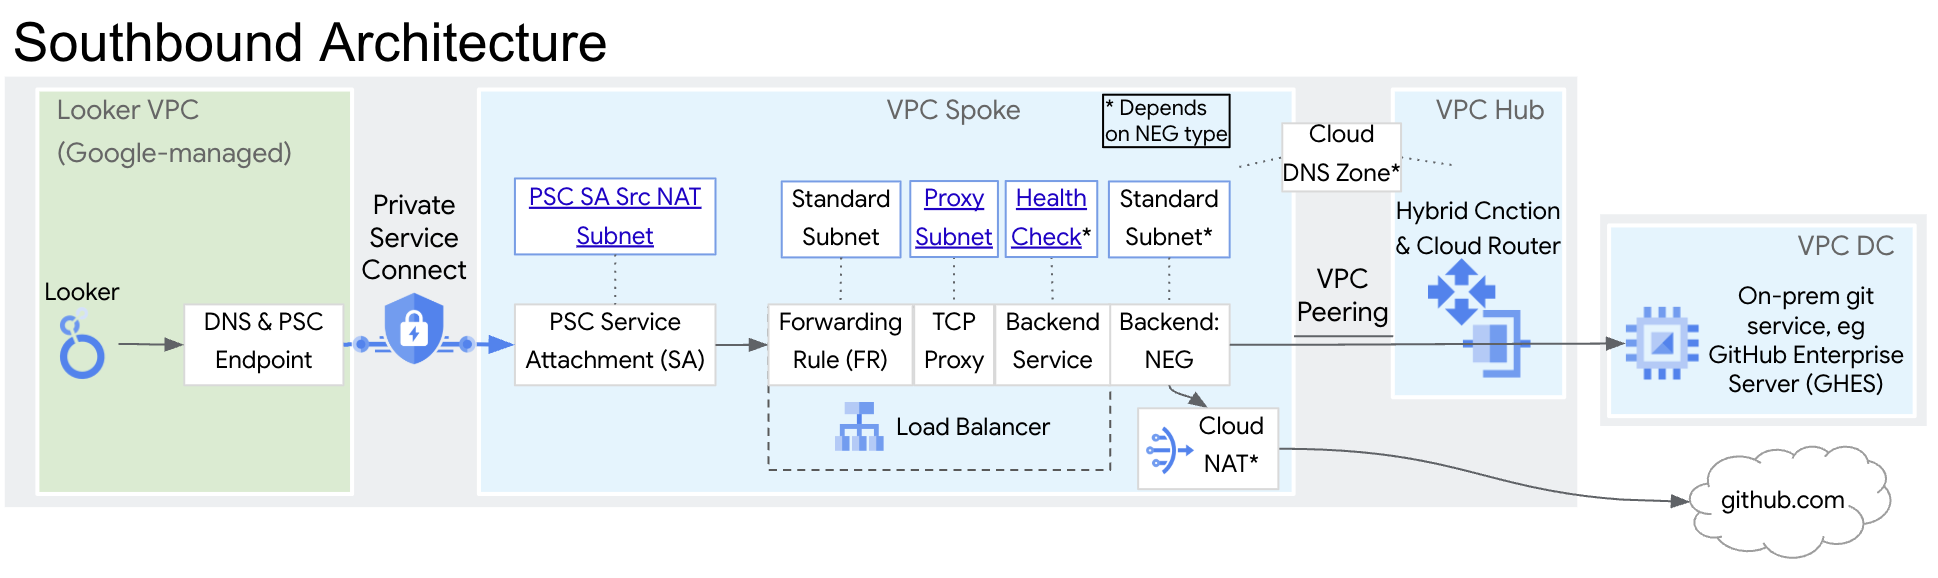 Southbound Architecture
Looker VPC
(Google-managed)
Looker
DNS & PSC
Endpoint
Private
Service
Connect
VPC Spoke
* Depends
on NEG type
PSC SA Src NAT
Subnet
PSC Service
Attachment (SA)
Standard
Subnet
Proxy
Subnet
Health
Check*
Standard
Subnet*
Forwarding
Rule (FR)
TCP
Proxy
Backend
Service
Backend:
NEG
Load Balancer
Cloud
NAT*
Cloud
DNS Zone*
VPC
Peering
VPC Hub
Hybrid Cnction
& Cloud Router
VPC DC
On-prem git
service, eg
GitHub Enterprise
Server (GHES)
github.com